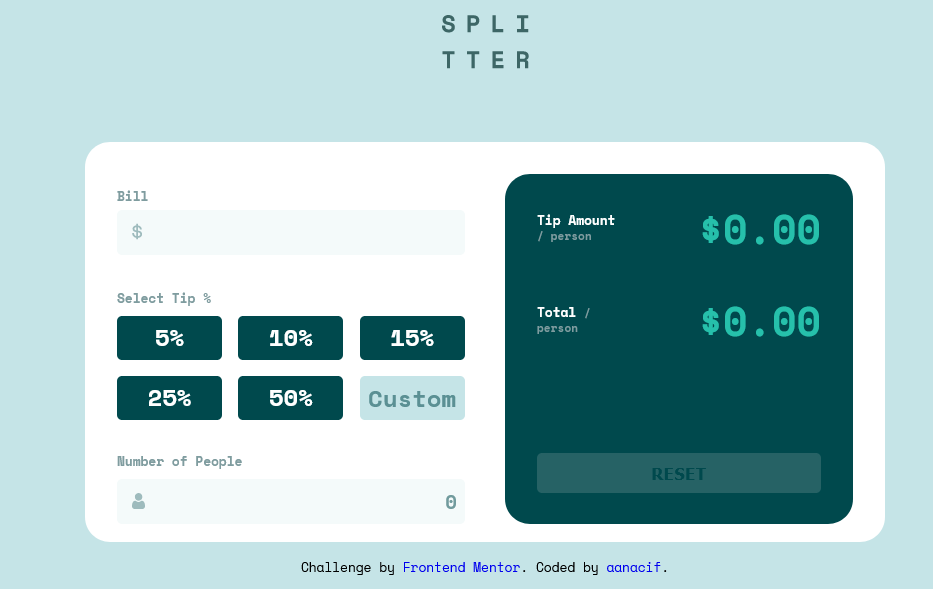 SPLI
TTER
Bill
$
Select Tip %
5% 10% 15%
25% 50% Custom
Number of People
0
Tip Amount
/ person
$0.00
Total /
person
$0.00
RESET
Challenge by Frontend Mentor. Coded by aanacif.